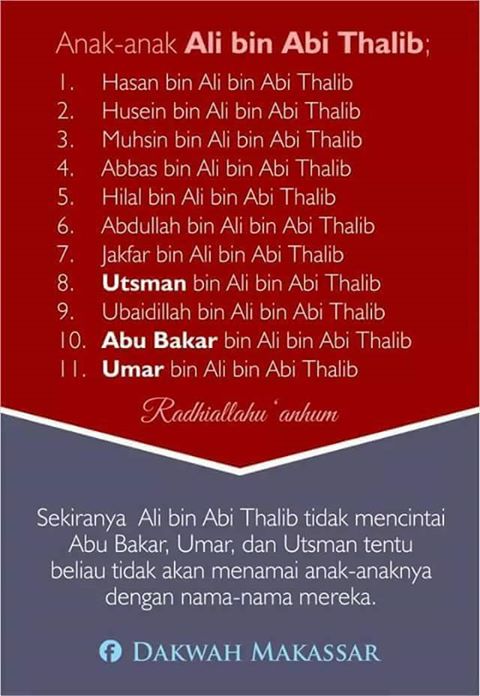 Anak-anak Ali bin Abi Thalib;
1. Hasan bin Ali bin Abi Thalib
2. Husein bin Ali bin Abi Thalib
3. Muhsin bin Ali bin Abi Thalib
4. Abbas bin Ali bin Abi Thalib
5. Hilal bin Ali bin Abi Thalib
6. Abdullah bin Ali bin Abi Thalib
7. Jakfar bin Ali bin Abi Thalib
8. Utsman bin Ali bin Abi Thalib
9. Ubaidillah bin Ali bin Abi Thalib
10. Abu Bakar bin Ali bin Abi Thalib
11. Umar bin Ali bin Abi Thalib
Radhiallahu ‘anhum
Sekiranya Ali bin Abi Thalib tidak mencintai
Abu Bakar, Umar, dan Utsman tentu
beliau tidak akan menamai anak-anaknya
dengan nama-nama mereka.
DAKWAH MAKASSAR